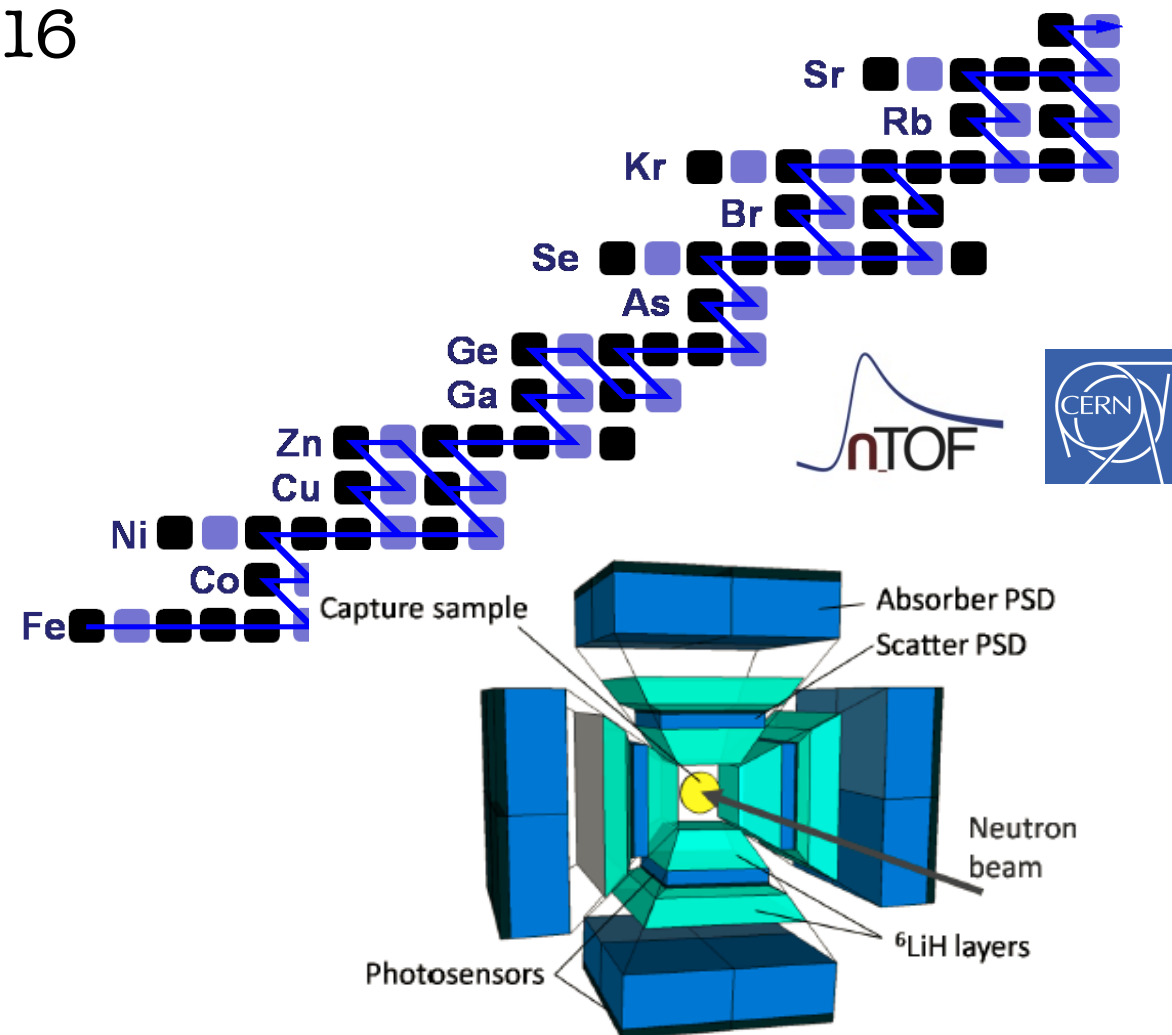 16
Sr
Rb
Kr
Br
Se
As
Ge
Ga
Zn
Cu
Ni
Co
Fe
n_TOF
CERN
Capture sample
Absorber PSD
Scatter PSD
Neutron
beam
⁶LiH layers
Photosensors